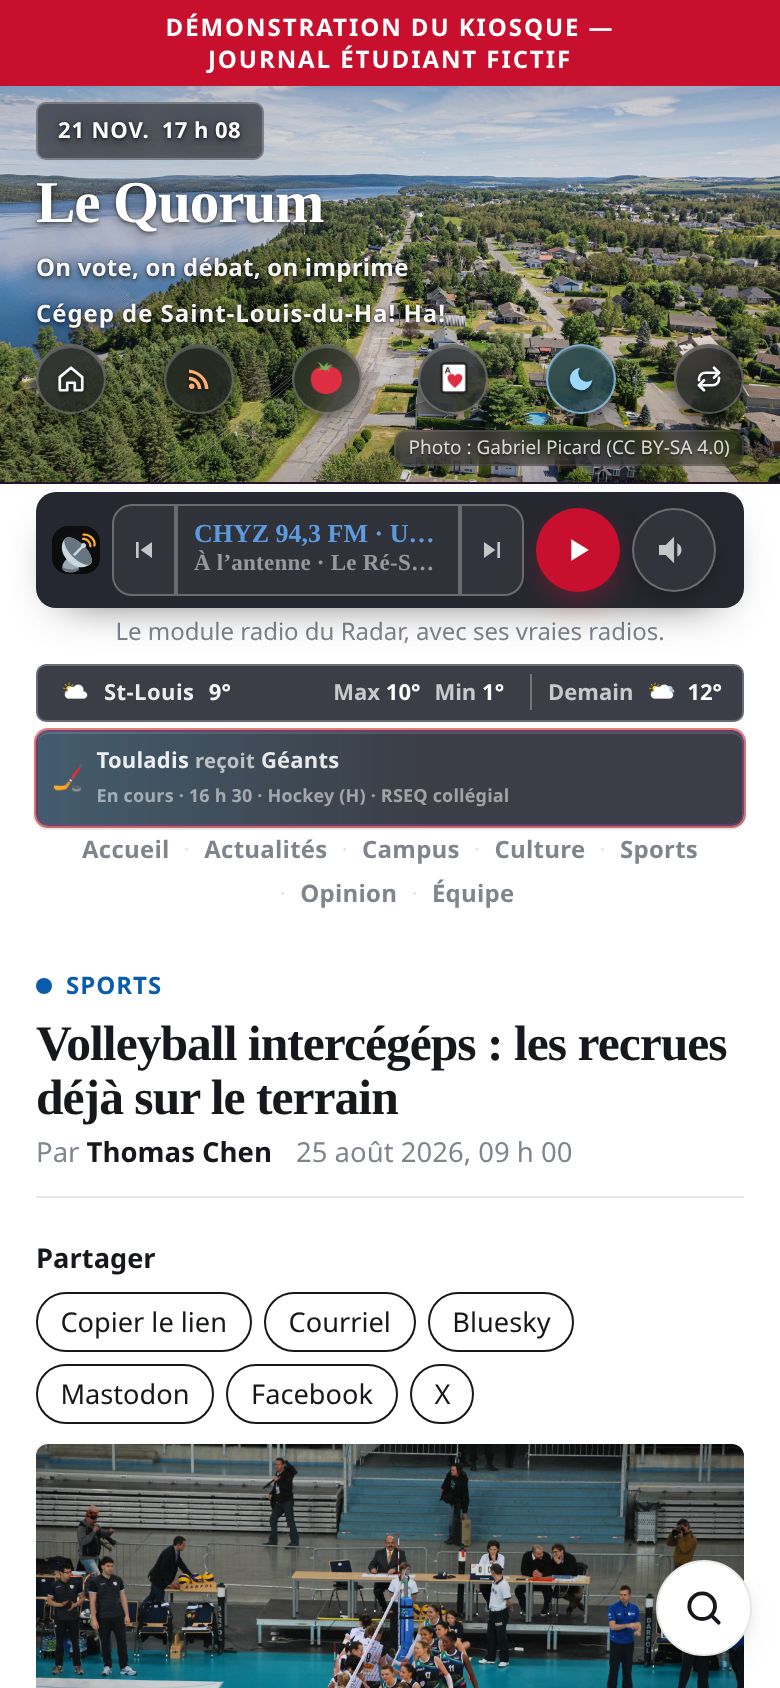 DÉMONSTRATION DU KIOSQUE —
JOURNAL ÉTUDIANT FICTIF
21 NOV. 17 h 08
Le Quorum
On vote, on débat, on imprime
Cégep de Saint-Louis-du-Ha! Ha!
Photo : Gabriel Picard (CC BY-SA 4.0)
CHYZ 94,3 FM · U…
À l’antenne · Le Ré-S…
Le module radio du Radar, avec ses vraies radios.
St-Louis 9° Max 10° Min 1° Demain 12°
Touladis reçoit Géants
En cours · 16 h 30 · Hockey (H) · RSEQ collégial
Accueil · Actualités · Campus · Culture · Sports
· Opinion · Équipe
SPORTS
Volleyball intercégéps : les recrues
déjà sur le terrain
Par Thomas Chen 25 août 2026, 09 h 00
Partager
Copier le lien Courriel Bluesky
Mastodon Facebook X